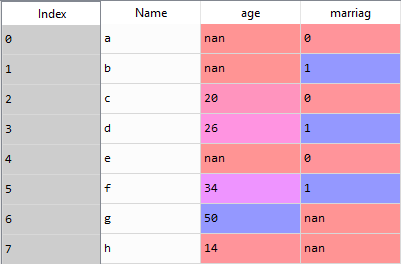 Index Name age marriag
0 a nan 0
1 b nan 1
2 c 20 0
3 d 26 1
4 e nan 0
5 f 34 1
6 g 50 nan
7 h 14 nan